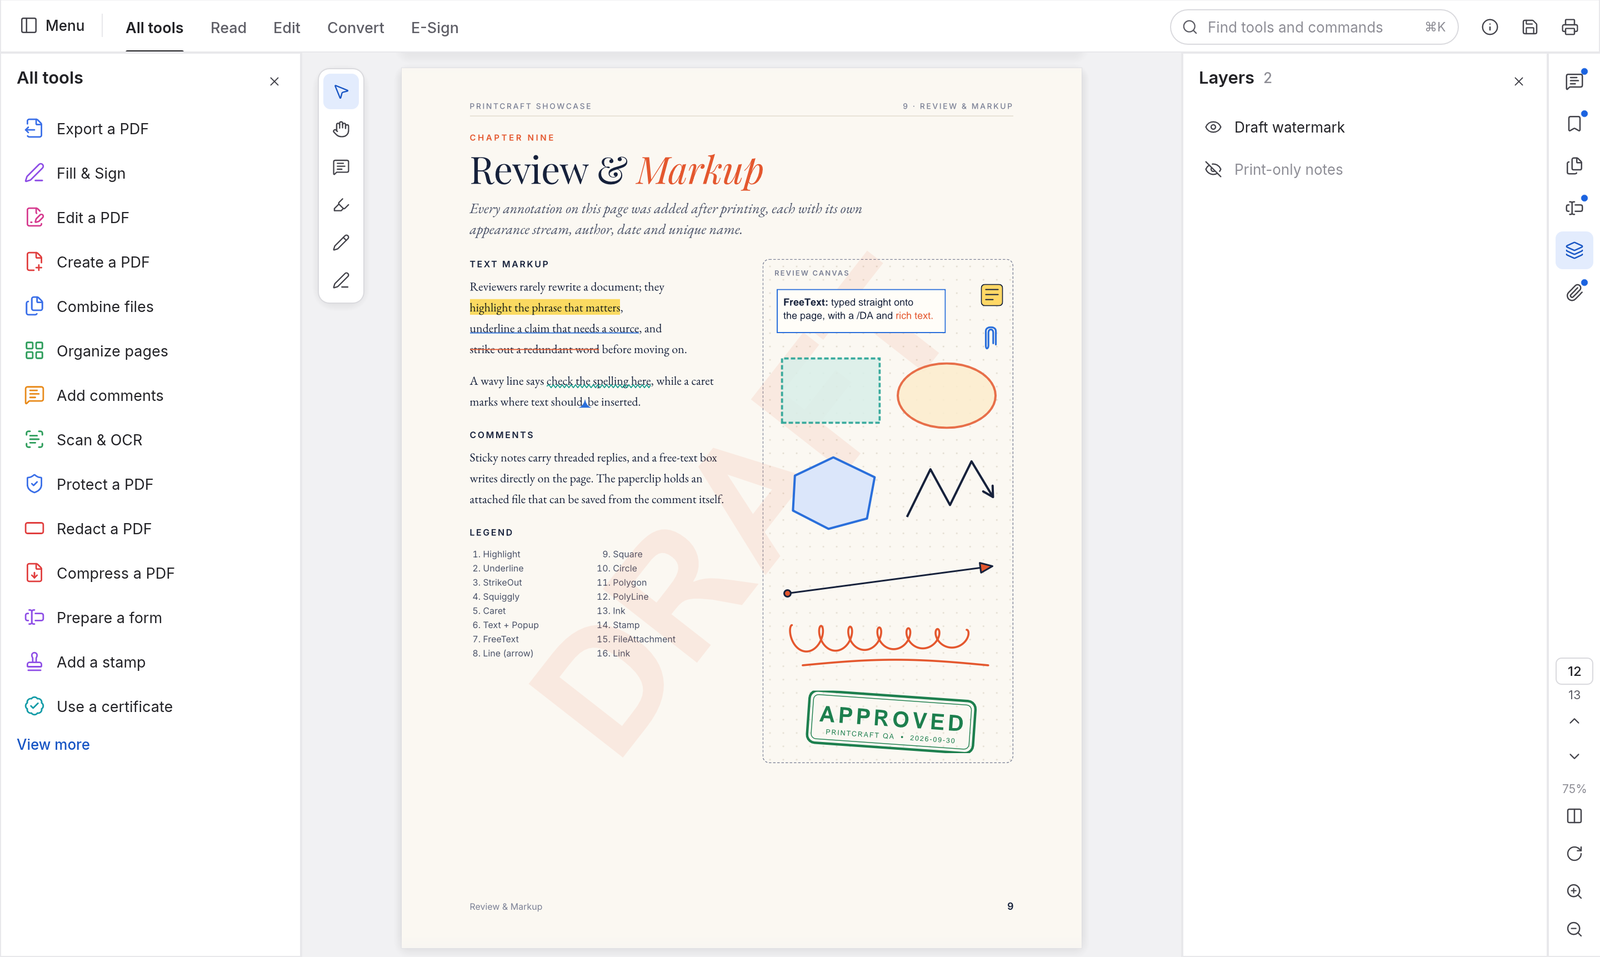 Menu
All tools
Read
Edit
Convert
E-Sign
Find tools and commands
⌘K
All tools
Export a PDF
Fill & Sign
Edit a PDF
Create a PDF
Combine files
Organize pages
Add comments
Scan & OCR
Protect a PDF
Redact a PDF
Compress a PDF
Prepare a form
Add a stamp
Use a certificate
View more
PRINTCRAFT SHOWCASE
9 · REVIEW & MARKUP
CHAPTER NINE
Review & Markup
Every annotation on this page was added after printing, each with its own
appearance stream, author, date and unique name.
TEXT MARKUP
Reviewers rarely rewrite a document; they
highlight the phrase that matters,
underline a claim that needs a source, and
strike out a redundant word before moving on.
A wavy line says check the spelling here, while a caret
marks where text should be inserted.
COMMENTS
Sticky notes carry threaded replies, and a free-text box
writes directly on the page. The paperclip holds an
attached file that can be saved from the comment itself.
LEGEND
1. Highlight
2. Underline
3. StrikeOut
4. Squiggly
5. Caret
6. Text + Popup
7. FreeText
8. Line (arrow)
9. Square
10. Circle
11. Polygon
12. PolyLine
13. Ink
14. Stamp
15. FileAttachment
16. Link
REVIEW CANVAS
FreeText: typed straight onto
the page, with a /DA and rich text.
DRAFT
APPROVED
PRINTCRAFT QA • 2026-09-30
Review & Markup
9
Layers 2
Draft watermark
Print-only notes
12
13
75%